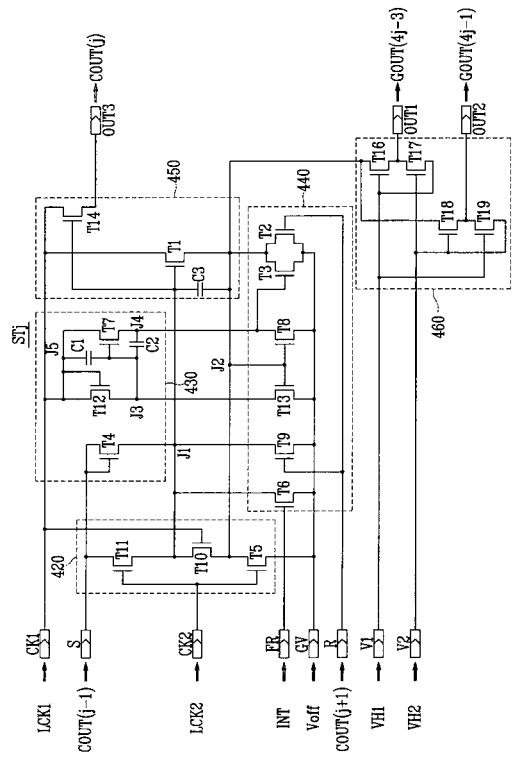 STj
LCK1
CK1
COUT(j-1)
S
LCK2
CK2
INT
FR
Voff
GV
COUT(j+1)
R
VH1
V1
VH2
V2
420
T11
T10
T5
430
T4
T12
J5
C1
T7
J4
C2
J3
J1
J2
440
T6
T9
T13
T8
T3
T2
450
T14
T1
C3
460
T16
T17
T18
T19
OUT3
COUT(j)
OUT1
GOUT(4j-3)
OUT2
GOUT(4j-1)